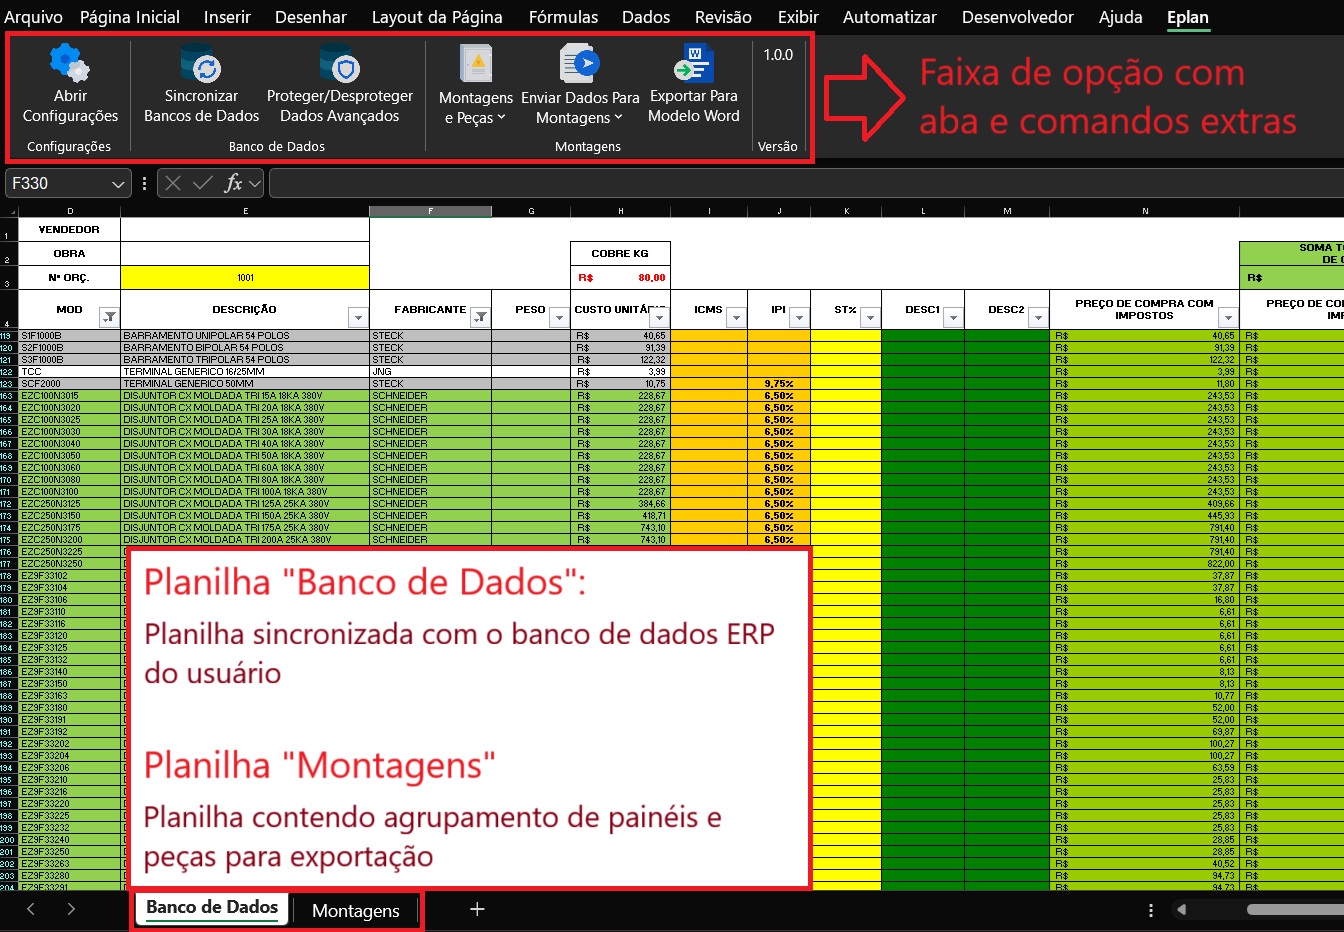 Arquivo Página Inicial Inserir Desenhar Layout da Página Fórmulas Dados Revisão Exibir Automatizar Desenvolvedor Ajuda Eplan
Abrir
Configurações
Configurações
Sincronizar
Bancos de Dados
Proteger/Desproteger
Dados Avançados
Banco de Dados
Montagens
e Peças
Enviar Dados Para
Montagens
Exportar Para
Modelo Word
Montagens
1.0.0
Versão
Faixa de opção com
aba e comandos extras
F330
fx
D E F G H I J K L M N
1 VENDEDOR
2 OBRA COBRE KG SOMA T
DE
3 Nº ORÇ. 1001 R$ 80,00 R$
4 MOD DESCRIÇÃO FABRICANTE PESO CUSTO UNITÁ ICMS IPI ST% DESC1 DESC2 PREÇO DE COMPRA COM IMPOSTOS PREÇO DE
119 S1F1000B BARRAMENTO UNIPOLAR 54 POLOS STECK R$ 40,65 R$ 40,65 R$
120 S2F1000B BARRAMENTO BIPOLAR 54 POLOS STECK R$ 91,39 R$ 91,39 R$
121 S3F1000B BARRAMENTO TRIPOLAR 54 POLOS STECK R$ 122,32 R$ 122,32 R$
122 TCC TERMINAL GENERICO 16/25MM JNG R$ 3,99 R$ 3,99 R$
123 SCF2000 TERMINAL GENERICO 50MM STECK R$ 10,75 9,75% R$ 11,80 R$
163 EZC100N3015 DISJUNTOR CX MOLDADA TRI 15A 18KA 380V SCHNEIDER R$ 228,67 6,50% R$ 243,53 R$
164 EZC100N3020 DISJUNTOR CX MOLDADA TRI 20A 18KA 380V SCHNEIDER R$ 228,67 6,50% R$ 243,53 R$
165 EZC100N3025 DISJUNTOR CX MOLDADA TRI 25A 18KA 380V SCHNEIDER R$ 228,67 6,50% R$ 243,53 R$
166 EZC100N3030 DISJUNTOR CX MOLDADA TRI 30A 18KA 380V SCHNEIDER R$ 228,67 6,50% R$ 243,53 R$
167 EZC100N3040 DISJUNTOR CX MOLDADA TRI 40A 18KA 380V SCHNEIDER R$ 228,67 6,50% R$ 243,53 R$
168 EZC100N3050 DISJUNTOR CX MOLDADA TRI 50A 18KA 380V SCHNEIDER R$ 228,67 6,50% R$ 243,53 R$
169 EZC100N3060 DISJUNTOR CX MOLDADA TRI 60A 18KA 380V SCHNEIDER R$ 228,67 6,50% R$ 243,53 R$
170 EZC100N3080 DISJUNTOR CX MOLDADA TRI 80A 18KA 380V SCHNEIDER R$ 228,67 6,50% R$ 243,53 R$
171 EZC100N3100 DISJUNTOR CX MOLDADA TRI 100A 18KA 380V SCHNEIDER R$ 228,67 6,50% R$ 243,53 R$
172 EZC250N3125 DISJUNTOR CX MOLDADA TRI 125A 25KA 380V SCHNEIDER R$ 384,66 6,50% R$ 409,66 R$
173 EZC250N3150 DISJUNTOR CX MOLDADA TRI 150A 25KA 380V SCHNEIDER R$ 418,71 6,50% R$ 445,93 R$
174 EZC250N3175 DISJUNTOR CX MOLDADA TRI 175A 25KA 380V SCHNEIDER R$ 743,10 6,50% R$ 791,40 R$
175 EZC250N3200 DISJUNTOR CX MOLDADA TRI 200A 25KA 380V SCHNEIDER R$ 743,10 6,50% R$ 791,40 R$
176 EZC250N3225 R$ 791,40 R$
177 EZC250N3250 R$ 822,00 R$
178 EZ9F33102 R$ 37,87 R$
179 EZ9F33104 R$ 37,87 R$
180 EZ9F33106 R$ 16,80 R$
181 EZ9F33110 R$ 6,61 R$
182 EZ9F33116 R$ 6,61 R$
183 EZ9F33120 R$ 6,61 R$
184 EZ9F33125 R$ 6,61 R$
185 EZ9F33132 R$ 6,61 R$
186 EZ9F33140 R$ 8,13 R$
187 EZ9F33150 R$ 8,13 R$
188 EZ9F33163 R$ 10,77 R$
189 EZ9F33180 R$ 52,00 R$
190 EZ9F33191 R$ 52,00 R$
191 EZ9F33192 R$ 69,87 R$
192 EZ9F33202 R$ 100,27 R$
193 EZ9F33204 R$ 100,27 R$
194 EZ9F33206 R$ 63,59 R$
195 EZ9F33210 R$ 25,83 R$
196 EZ9F33216 R$ 25,83 R$
197 EZ9F33220 R$ 25,83 R$
198 EZ9F33225 R$ 25,83 R$
199 EZ9F33232 R$ 25,83 R$
200 EZ9F33240 R$ 28,85 R$
201 EZ9F33250 R$ 28,85 R$
202 EZ9F33263 R$ 40,52 R$
203 EZ9F33280 R$ 94,73 R$
204 EZ9F33291 R$ 94,73 R$
Planilha "Banco de Dados":
Planilha sincronizada com o banco de dados ERP
do usuário
Planilha "Montagens"
Planilha contendo agrupamento de painéis e
peças para exportação
Banco de Dados Montagens